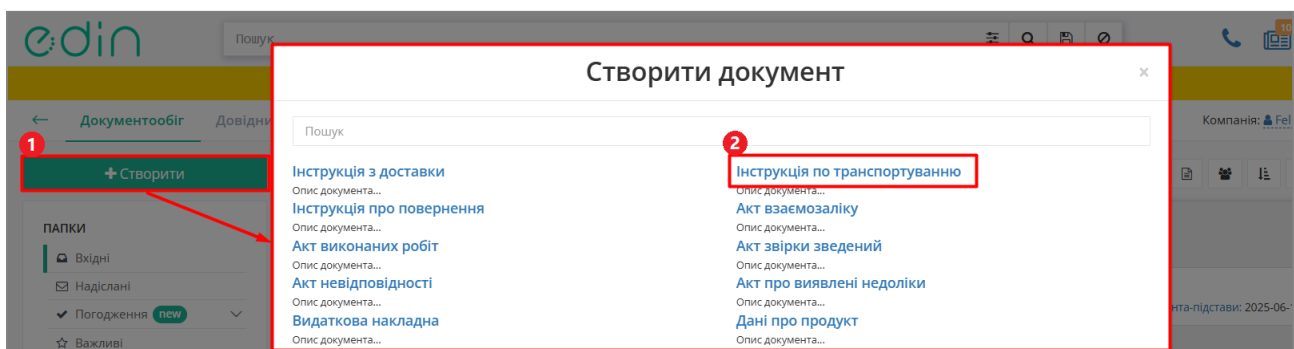 edin
Пошук
10
Створити документ
×
Документообіг
Довідни
Компанія: Fel
1
Пошук
2
+ Створити
Інструкція з доставки
Опис документа...
Інструкція по транспортуванню
Опис документа...
Інструкція про повернення
Опис документа...
Акт взаємозаліку
Опис документа...
ПАПКИ
Акт виконаних робіт
Опис документа...
Акт звірки зведений
Опис документа...
Вхідні
Акт невідповідності
Опис документа...
Акт про виявлені недоліки
Опис документа...
Надіслані
Погодження new
нта-підстави: 2025-06-
Видаткова накладна
Опис документа...
Дані про продукт
Опис документа...
Важливі